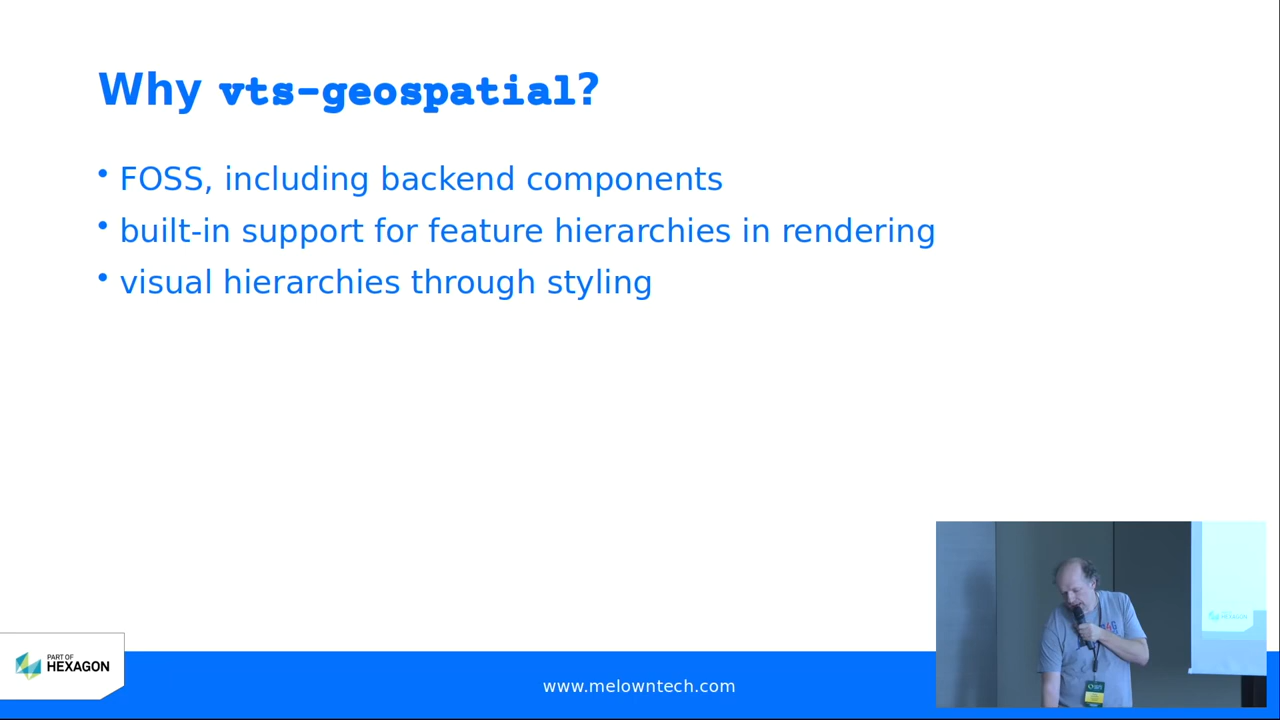 Why vts-geospatial?
• FOSS, including backend components
• built-in support for feature hierarchies in rendering
• visual hierarchies through styling
PART OF
HEXAGON
www.melowntech.com